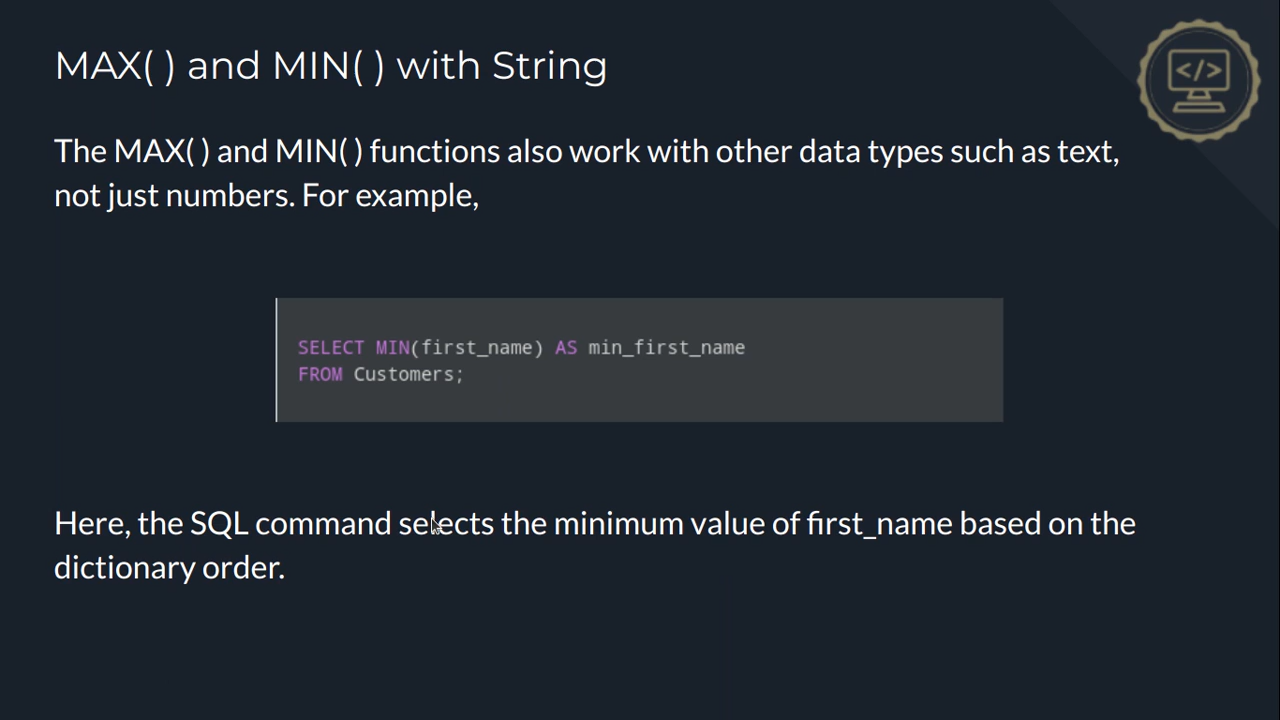 MAX( ) and MIN( ) with String
The MAX( ) and MIN( ) functions also work with other data types such as text,
not just numbers. For example,
SELECT MIN(first_name) AS min_first_name
FROM Customers;
Here, the SQL command selects the minimum value of first_name based on the
dictionary order.